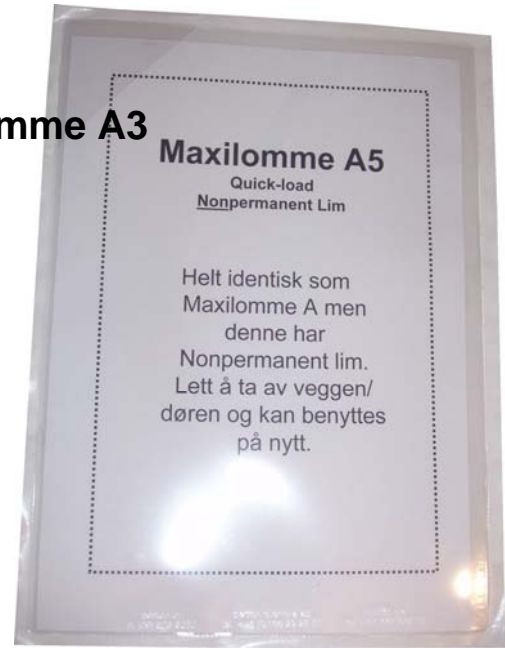 mme A3
Maxilomme A5
Quick-load
Nonpermanent Lim
Helt identisk som
Maxilomme A men
denne har
Nonpermanent lim.
Lett å ta av veggen/
døren og kan benyttes
på nytt.